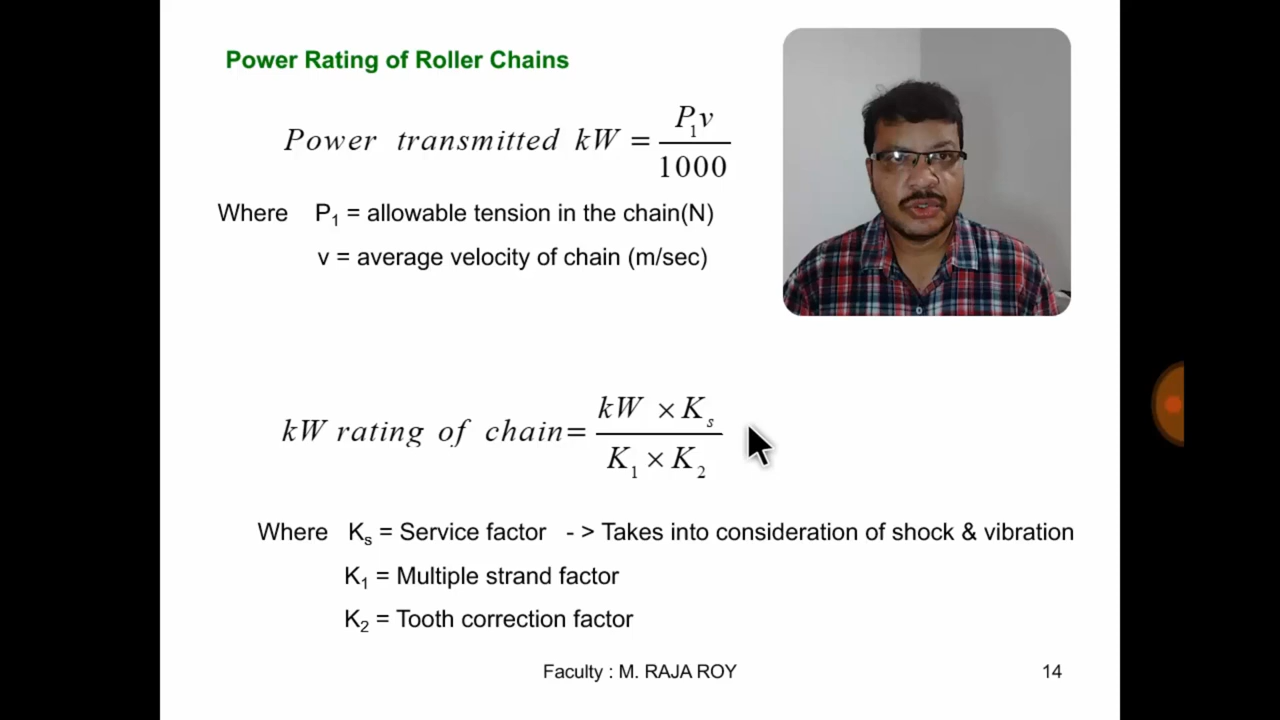 Power Rating of Roller Chains
Power transmitted kW = P₁v / 1000
Where P₁ = allowable tension in the chain(N)
v = average velocity of chain (m/sec)
kW rating of chain= kW × Kₛ / K₁ × K₂
Where Kₛ = Service factor - > Takes into consideration of shock & vibration
K₁ = Multiple strand factor
K₂ = Tooth correction factor
Faculty : M. RAJA ROY 14